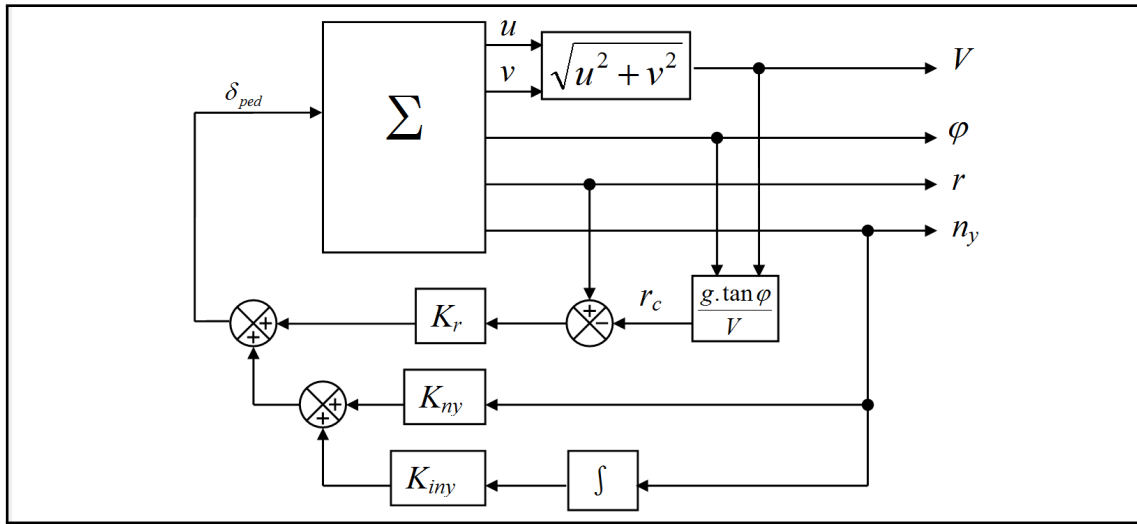 u
v
√u² + v²
V
δ_ped
Σ
φ
r
n_y
r_c
g.tanφ
V
K_r
+
−
+
+
K_ny
+
+
K_iny
∫